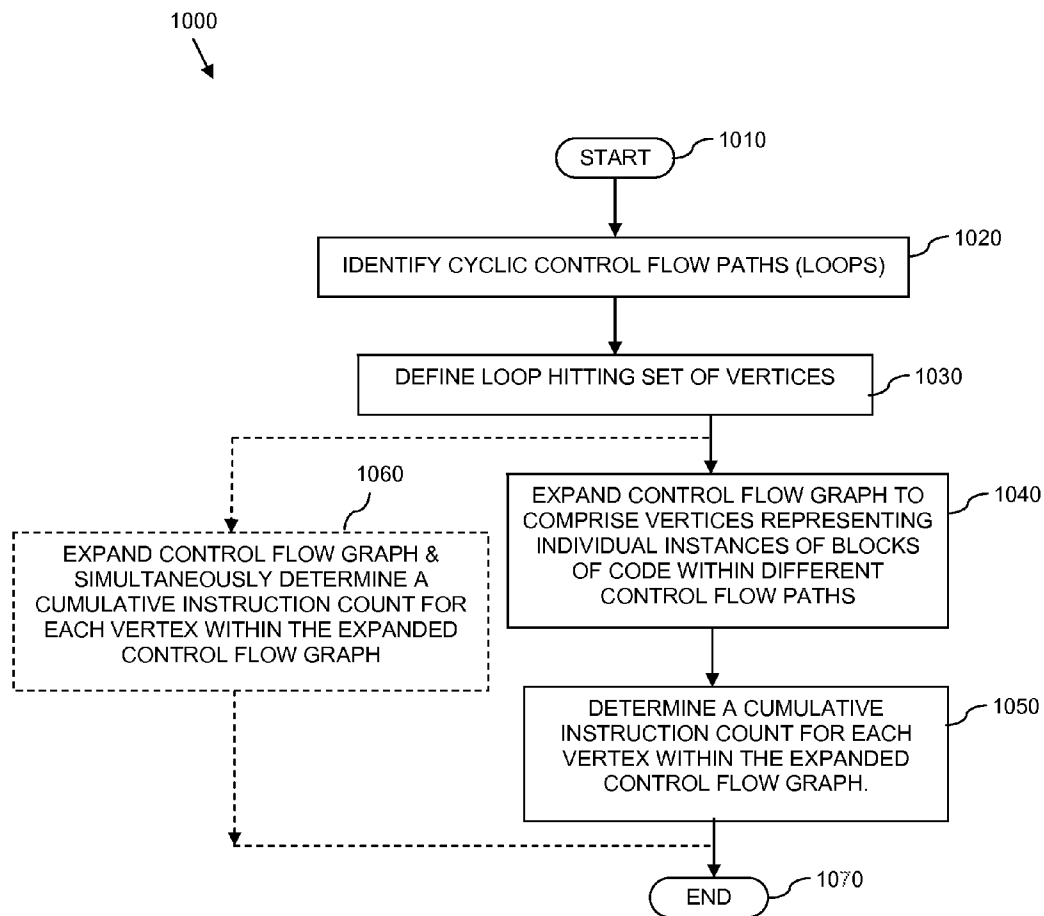 1000
START
1010
IDENTIFY CYCLIC CONTROL FLOW PATHS (LOOPS)
1020
DEFINE LOOP HITTING SET OF VERTICES
1030
1060
EXPAND CONTROL FLOW GRAPH &
SIMULTANEOUSLY DETERMINE A
CUMULATIVE INSTRUCTION COUNT FOR
EACH VERTEX WITHIN THE EXPANDED
CONTROL FLOW GRAPH
EXPAND CONTROL FLOW GRAPH TO
COMPRISE VERTICES REPRESENTING
INDIVIDUAL INSTANCES OF BLOCKS
OF CODE WITHIN DIFFERENT
CONTROL FLOW PATHS
1040
DETERMINE A CUMULATIVE
INSTRUCTION COUNT FOR EACH
VERTEX WITHIN THE EXPANDED
CONTROL FLOW GRAPH.
1050
END
1070